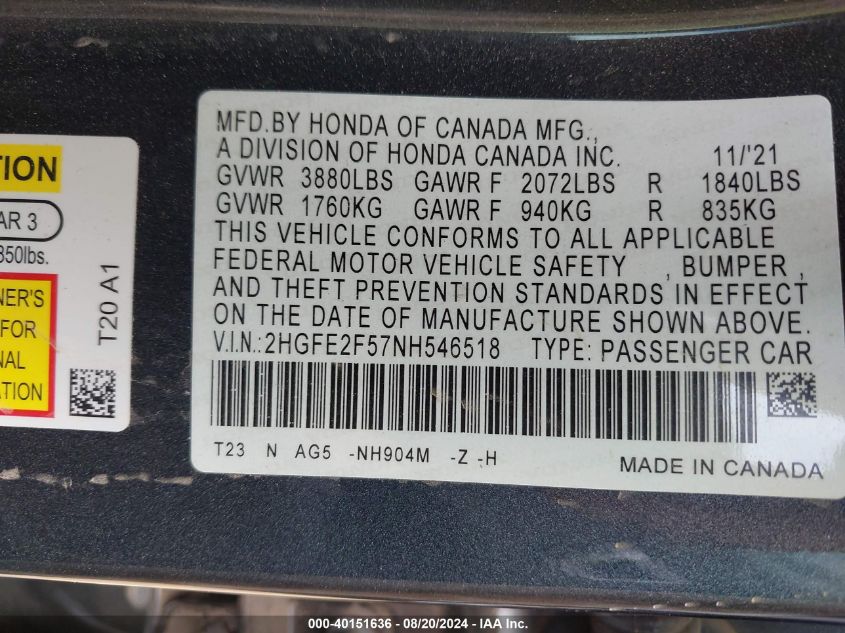 TION
AR 3
850lbs.
NER'S
FOR
NAL
ATION
T20 A1
MFD.BY HONDA OF CANADA MFG.,
A DIVISION OF HONDA CANADA INC. 11/'21
GVWR 3880LBS GAWR F 2072LBS R 1840LBS
GVWR 1760KG GAWR F 940KG R 835KG
THIS VEHICLE CONFORMS TO ALL APPLICABLE
FEDERAL MOTOR VEHICLE SAFETY , BUMPER ,
AND THEFT PREVENTION STANDARDS IN EFFECT
ON THE DATE OF MANUFACTURE SHOWN ABOVE.
V.I.N.:2HGFE2F57NH546518 TYPE: PASSENGER CAR
T23 N AG5 -NH904M -Z -H
MADE IN CANADA
000-40151636 - 08/20/2024 - IAAI.COM